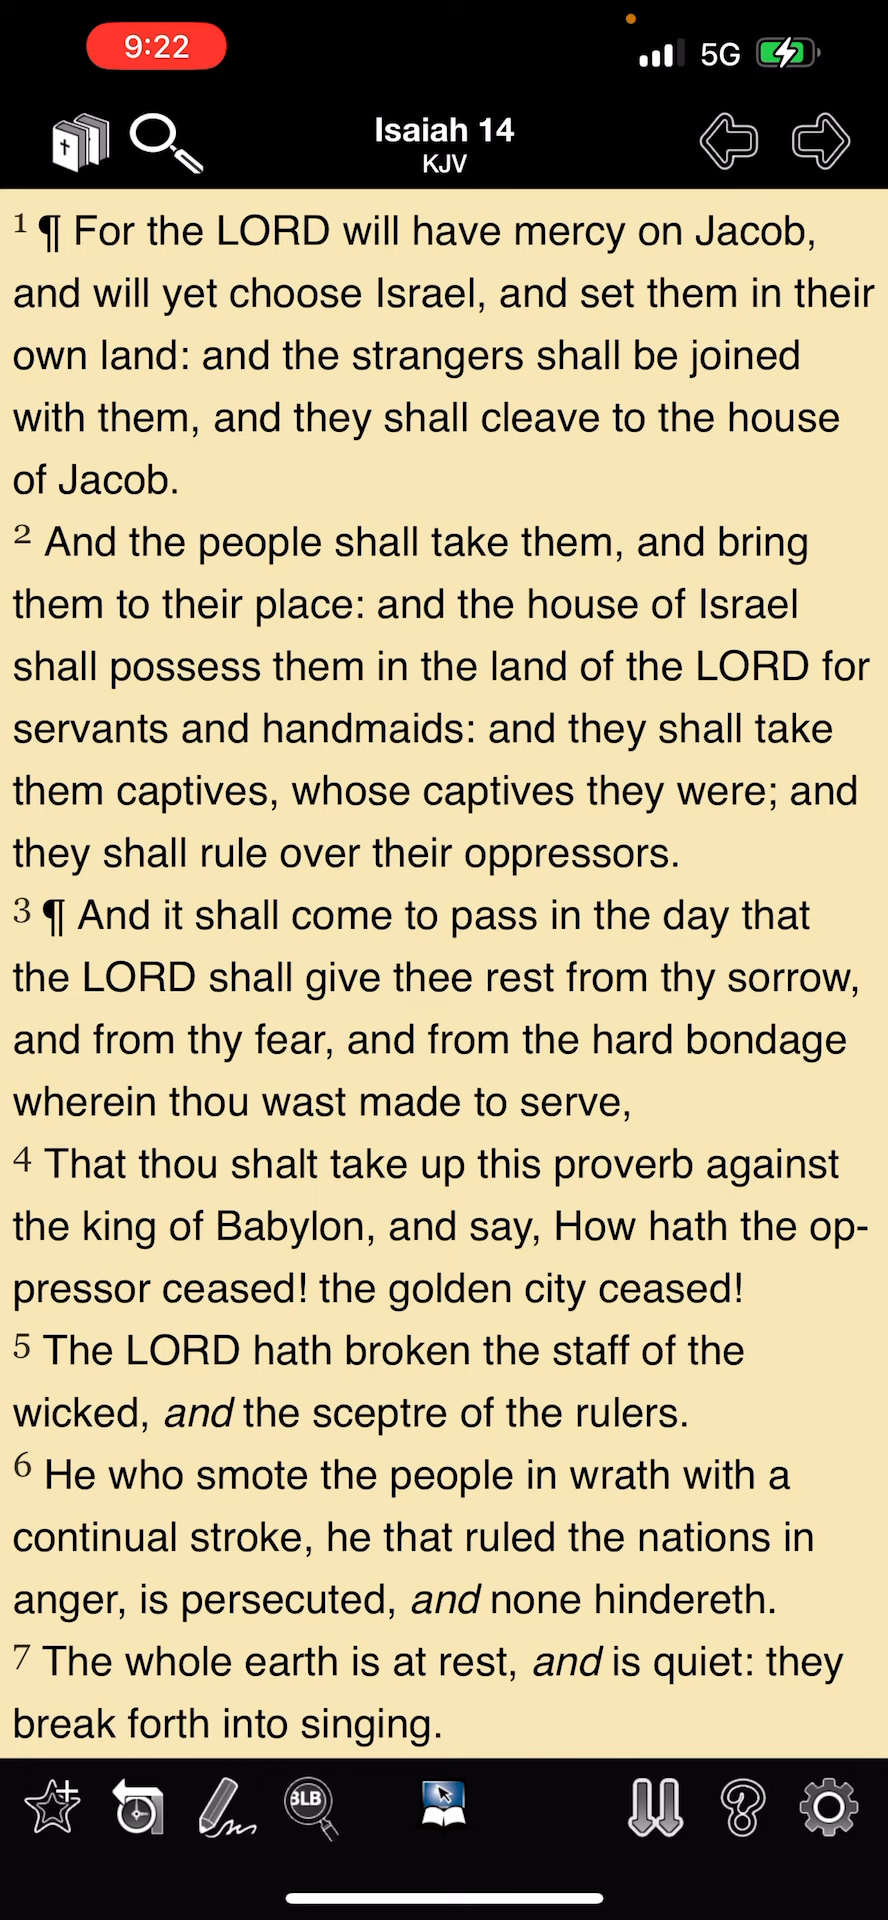 9:22
5G
Isaiah 14
KJV
1 ¶ For the LORD will have mercy on Jacob,
and will yet choose Israel, and set them in their
own land: and the strangers shall be joined
with them, and they shall cleave to the house
of Jacob.
2 And the people shall take them, and bring
them to their place: and the house of Israel
shall possess them in the land of the LORD for
servants and handmaids: and they shall take
them captives, whose captives they were; and
they shall rule over their oppressors.
3 ¶ And it shall come to pass in the day that
the LORD shall give thee rest from thy sorrow,
and from thy fear, and from the hard bondage
wherein thou wast made to serve,
4 That thou shalt take up this proverb against
the king of Babylon, and say, How hath the op-
pressor ceased! the golden city ceased!
5 The LORD hath broken the staff of the
wicked, and the sceptre of the rulers.
6 He who smote the people in wrath with a
continual stroke, he that ruled the nations in
anger, is persecuted, and none hindereth.
7 The whole earth is at rest, and is quiet: they
break forth into singing.
BLB